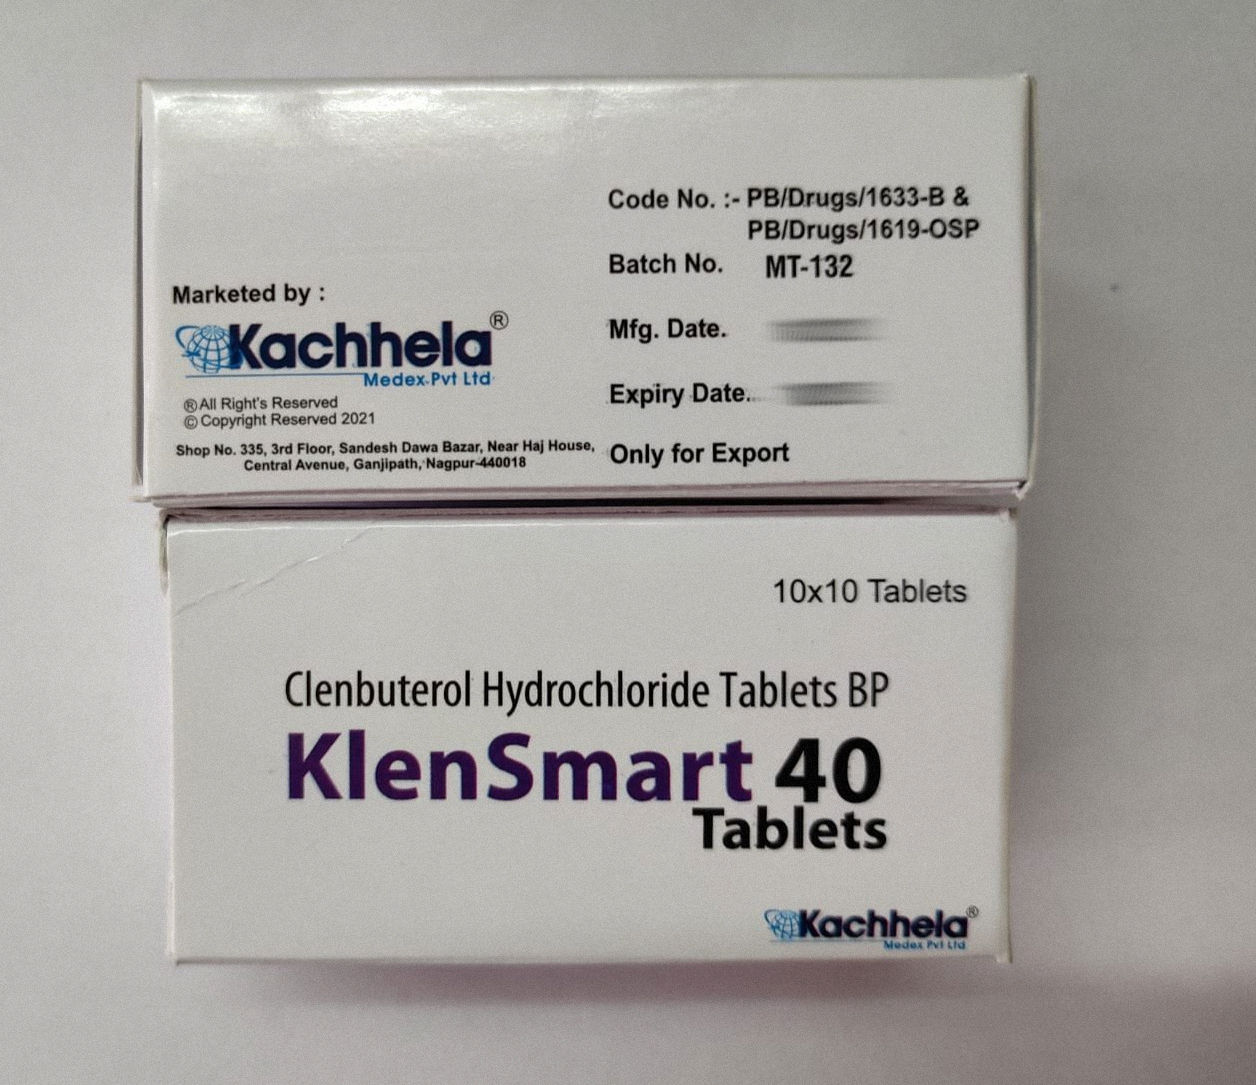 Code No. :- PB/Drugs/1633-B &
PB/Drugs/1619-OSP
Batch No. MT-132
Mfg. Date.
Expiry Date..
Only for Export
Marketed by :
Kachhela®
Medex Pvt Ltd
® All Right's Reserved
© Copyright Reserved 2021
Shop No. 335, 3rd Floor, Sandesh Dawa Bazar, Near Haj House,
Central Avenue, Ganjipath, Nagpur-440018
10x10 Tablets
Clenbuterol Hydrochloride Tablets BP
KlenSmart 40
Tablets
Kachhela®
Medex Pvt Ltd